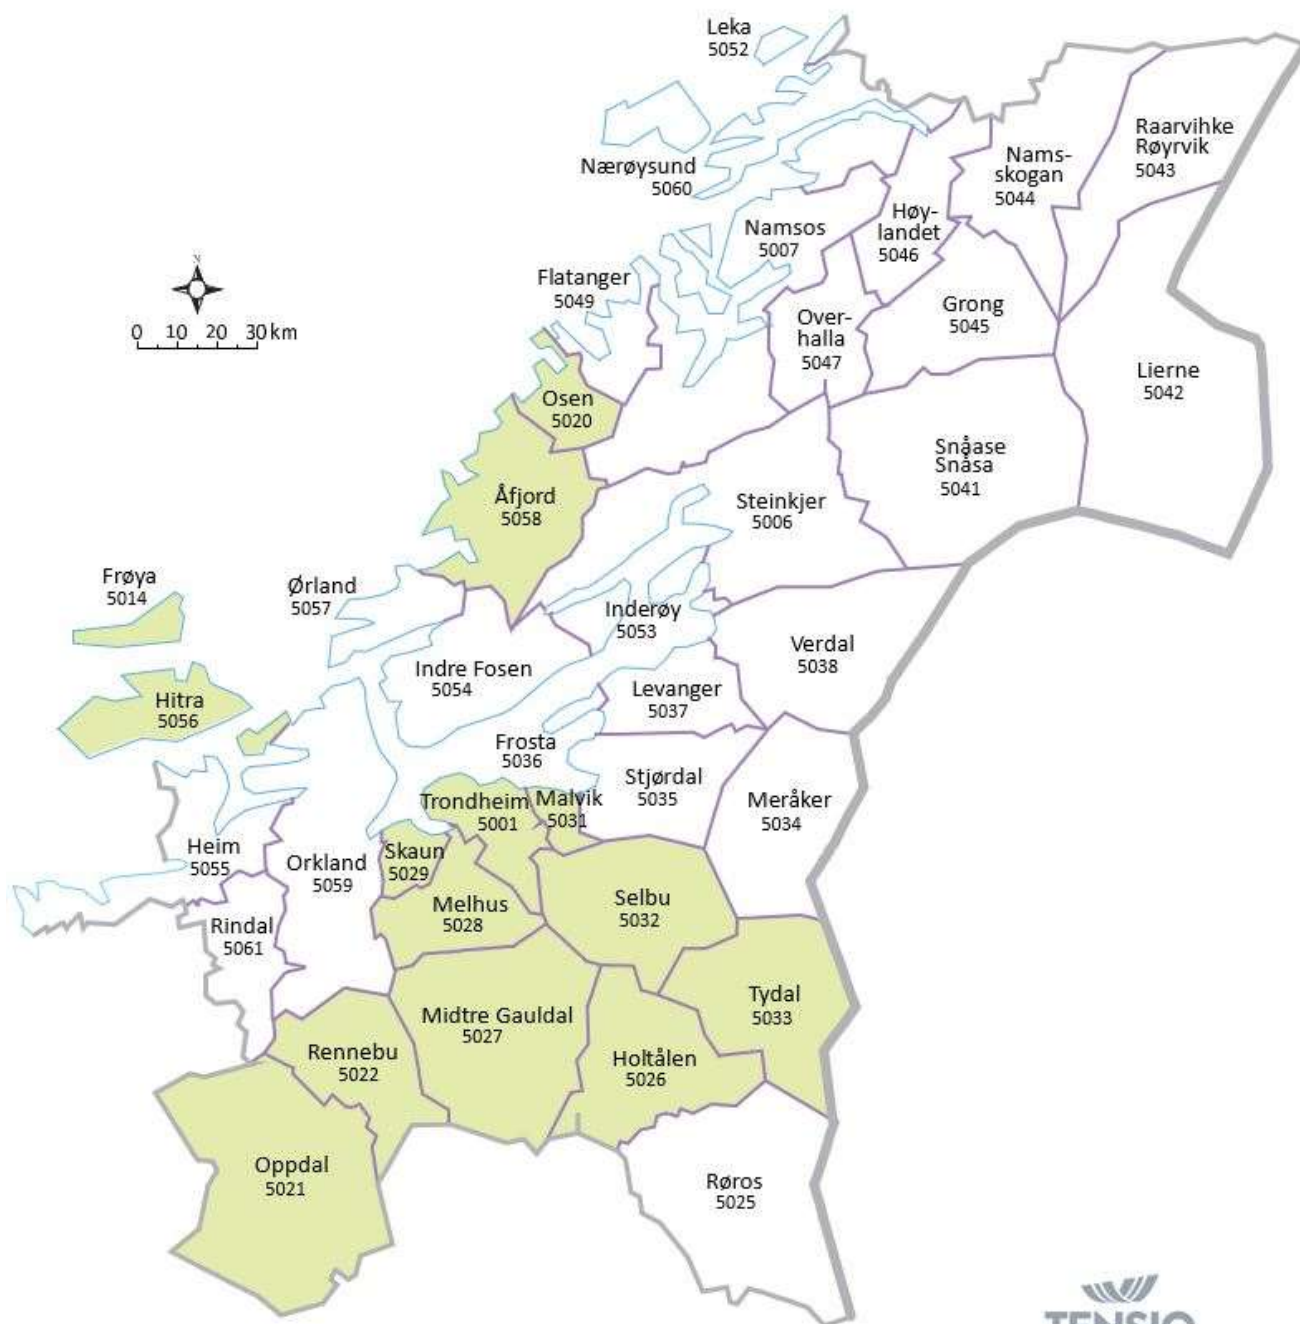 Leka
5052
Raarvihke
Røyrvik
5043
Nams-
skogan
5044
Nærøysund
5060
Namsos
5007
Høy-
landet
5046
N
Flatanger
5049
0 10 20 30 km
Over-
halla
5047
Grong
5045
Lierne
5042
Osen
5020
Snåase
Snåsa
5041
Åfjord
5058
Steinkjer
5006
Frøya
5014
Ørland
5057
Inderøy
5053
Verdal
5038
Indre Fosen
5054
Levanger
5037
Hitra
5056
Frosta
5036
Stjørdal
5035
Meråker
5034
Trondheim
5001
Malvik
5031
Heim
5055
Orkland
5059
Skaun
5029
Melhus
5028
Selbu
5032
Rindal
5061
Tydal
5033
Midtre Gauldal
5027
Rennebu
5022
Holtålen
5026
Oppdal
5021
Røros
5025
TENSIO